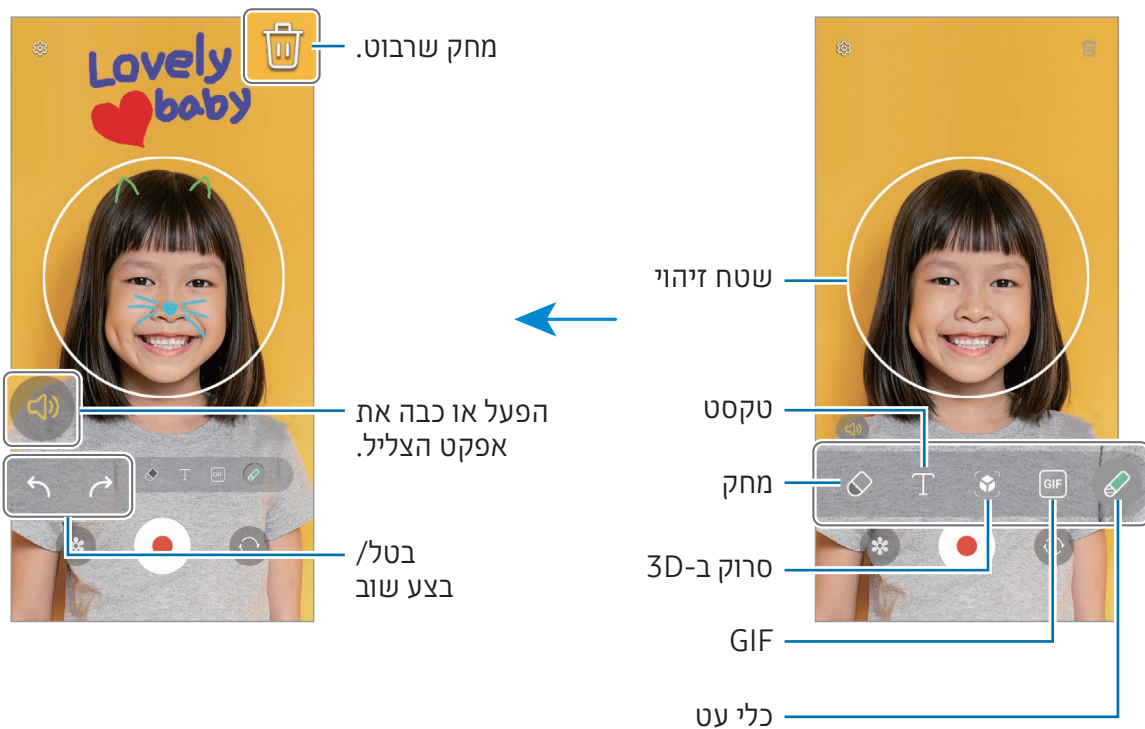 שטח זיהוי
טקסט
מחק
סרוק ב-3D
GIF
כלי עט
GIF
Lovely
baby
מחק שרבוט.
הפעל או כבה את
אפקט הצליל.
בטל/
בצע שוב
GIF